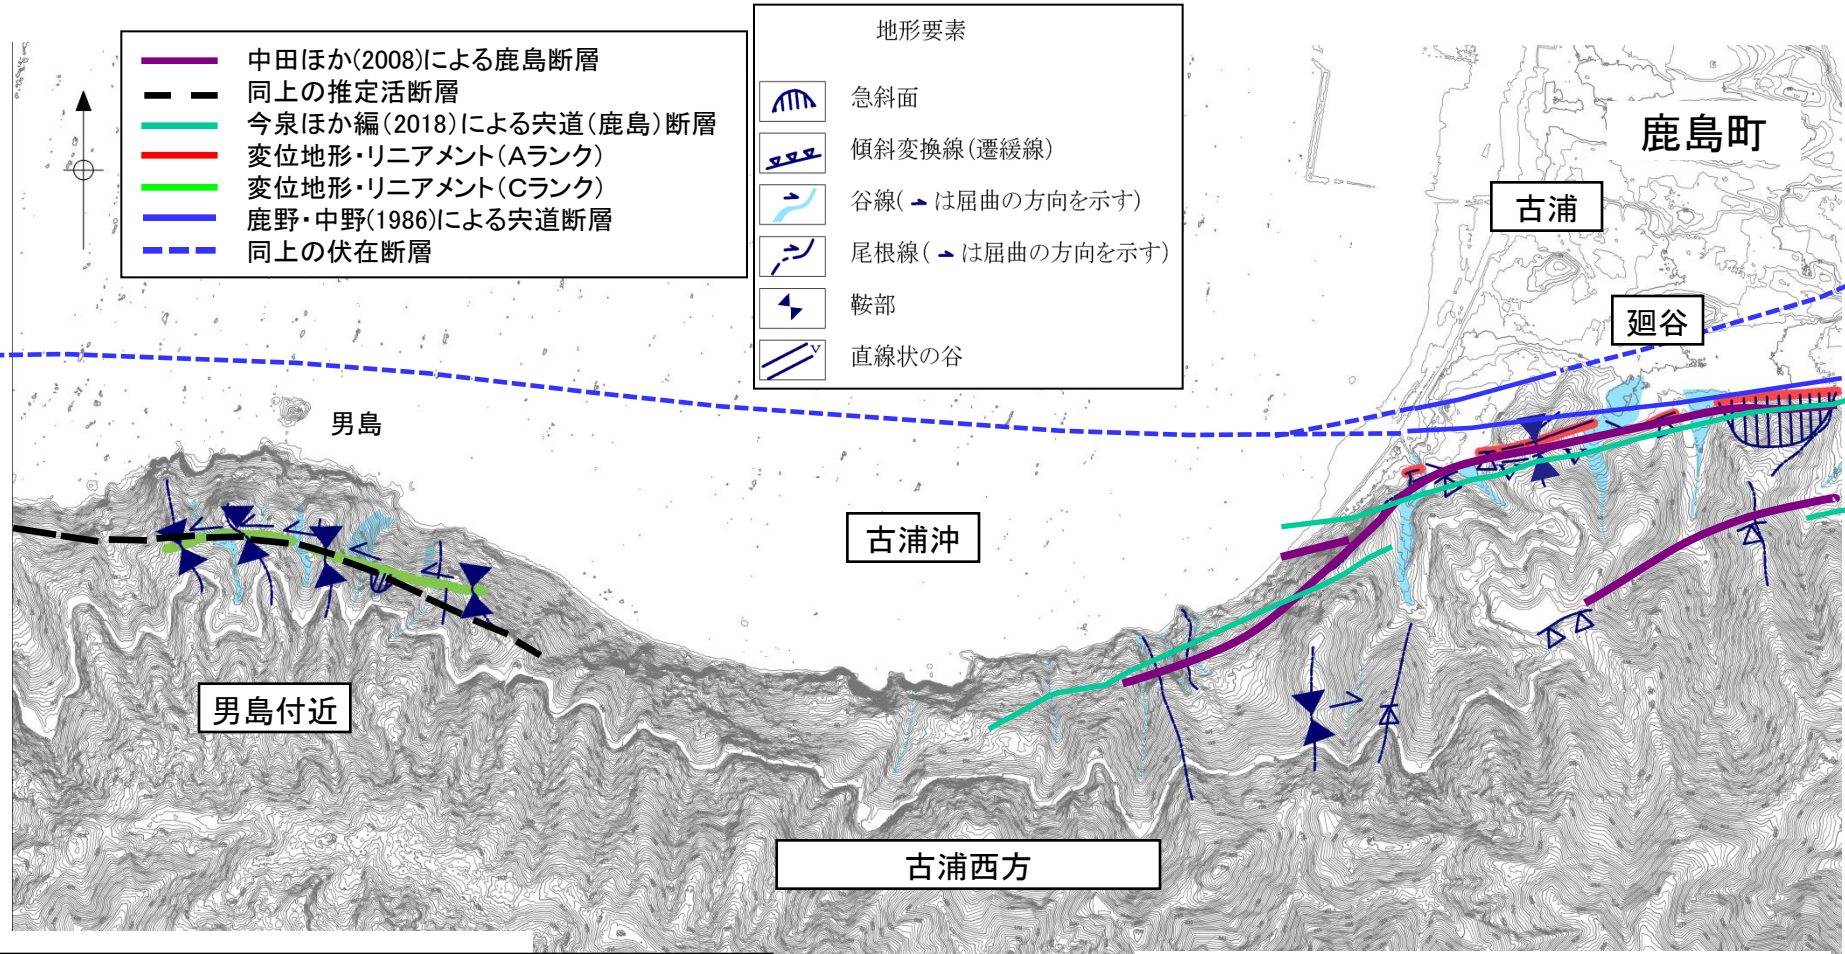 中田ほか(2008)による鹿島断層
同上の推定活断層
今泉ほか編(2018)による宍道(鹿島)断層
変位地形・リニアメント(Aランク)
変位地形・リニアメント(Cランク)
鹿野・中野(1986)による宍道断層
同上の伏在断層
地形要素
急斜面
傾斜変換線(遷緩線)
谷線(⇀は屈曲の方向を示す)
尾根線(⇀は屈曲の方向を示す)
鞍部
V
直線状の谷
鹿島町
古浦
廻谷
男島
古浦沖
男島付近
古浦西方